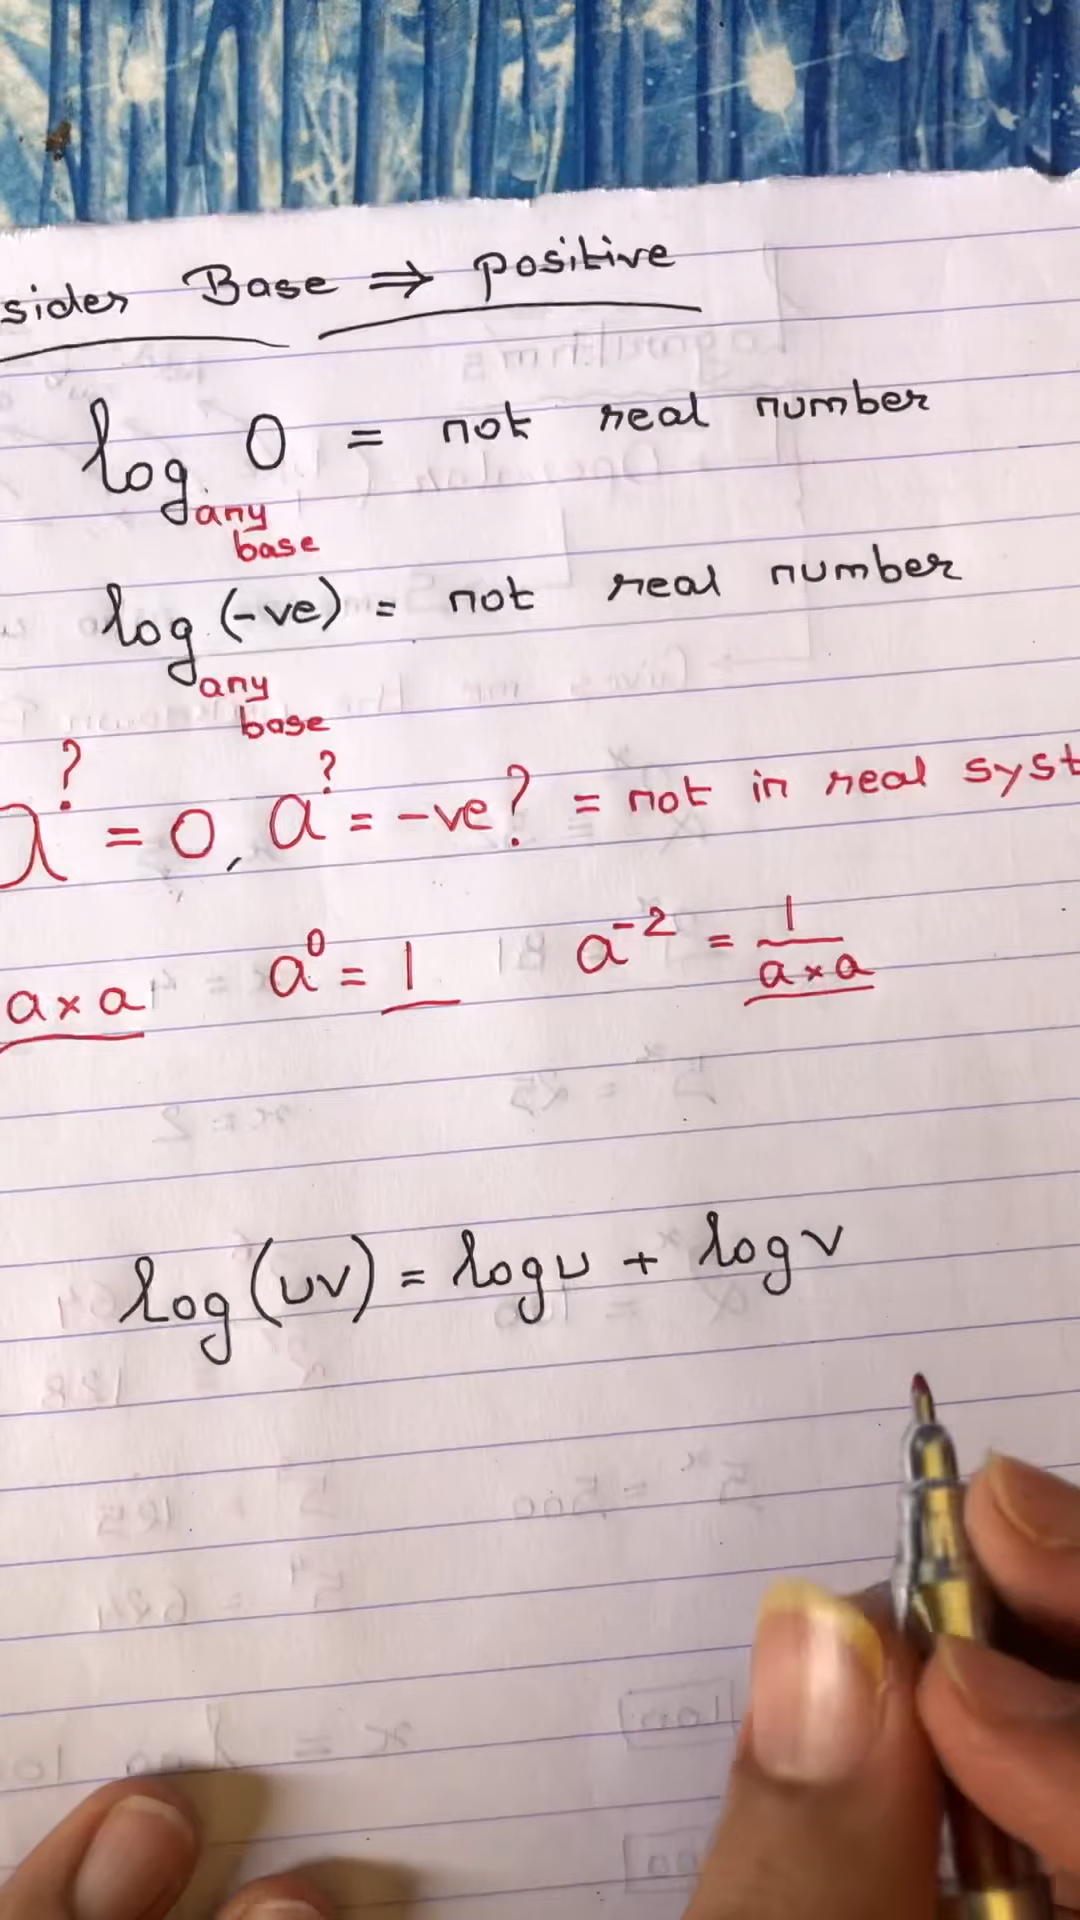 sider Base ⇒ positive
log any base 0 = not real number
log any base (-ve) = not real number
a^? = 0, a^? = -ve? = not in real syst
a × a a^0 = 1 a^-2 = 1/(a × a)
log(uv) = log u + log v